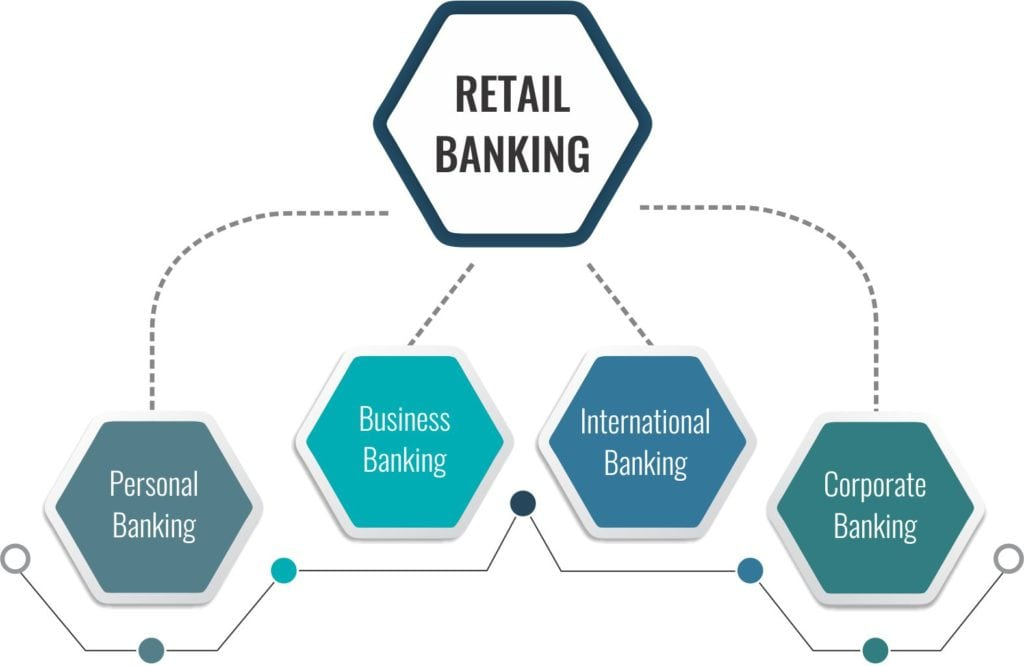 RETAIL
BANKING
Personal
Banking
Business
Banking
International
Banking
Corporate
Banking